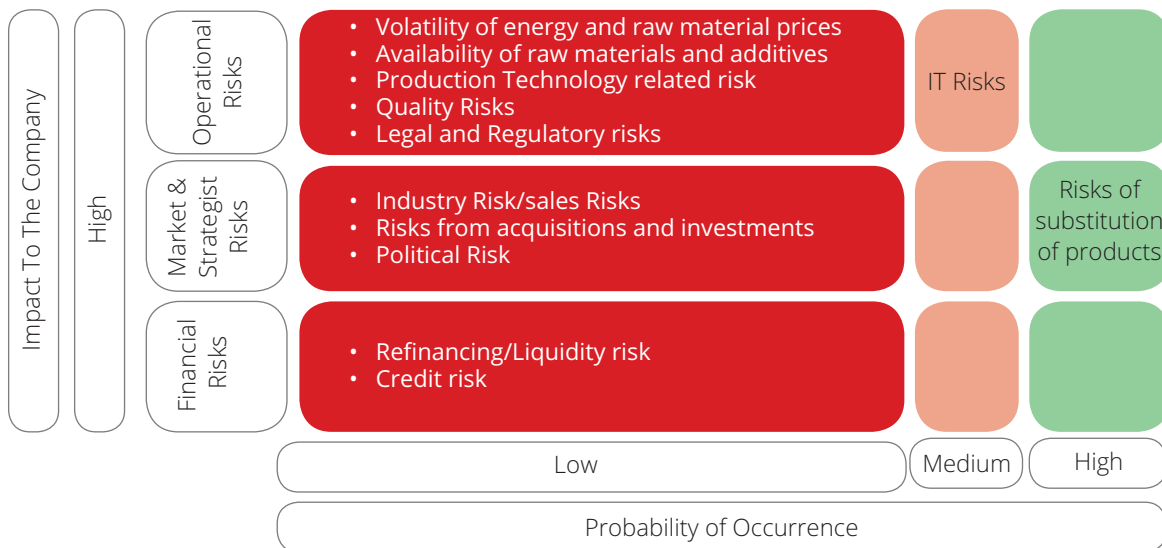 Impact To The Company
High
Operational
Risks
• Volatility of energy and raw material prices
• Availability of raw materials and additives
• Production Technology related risk
• Quality Risks
• Legal and Regulatory risks
IT Risks
Market &
Strategist
Risks
• Industry Risk/sales Risks
• Risks from acquisitions and investments
• Political Risk
Risks of
substitution
of products
Financial
Risks
• Refinancing/Liquidity risk
• Credit risk
Low
Medium
High
Probability of Occurrence